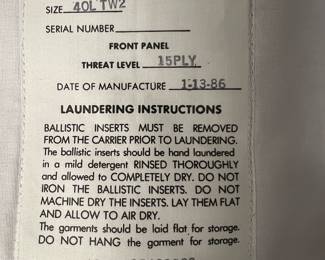 SIZE 40L TW2
SERIAL NUMBER
FRONT PANEL
THREAT LEVEL 15PLY
DATE OF MANUFACTURE 1-13-86
LAUNDERING INSTRUCTIONS
BALLISTIC INSERTS MUST BE REMOVED
FROM THE CARRIER PRIOR TO LAUNDERING.
The ballistic inserts should be hand laundered
in a mild detergent RINSED THOROUGHLY
and allowed to COMPLETELY DRY. DO NOT
IRON THE BALLISTIC INSERTS. DO NOT
MACHINE DRY THE INSERTS. LAY THEM FLAT
AND ALLOW TO AIR DRY.
The garments should be laid flat for storage.
DO NOT HANG the garment for storage.